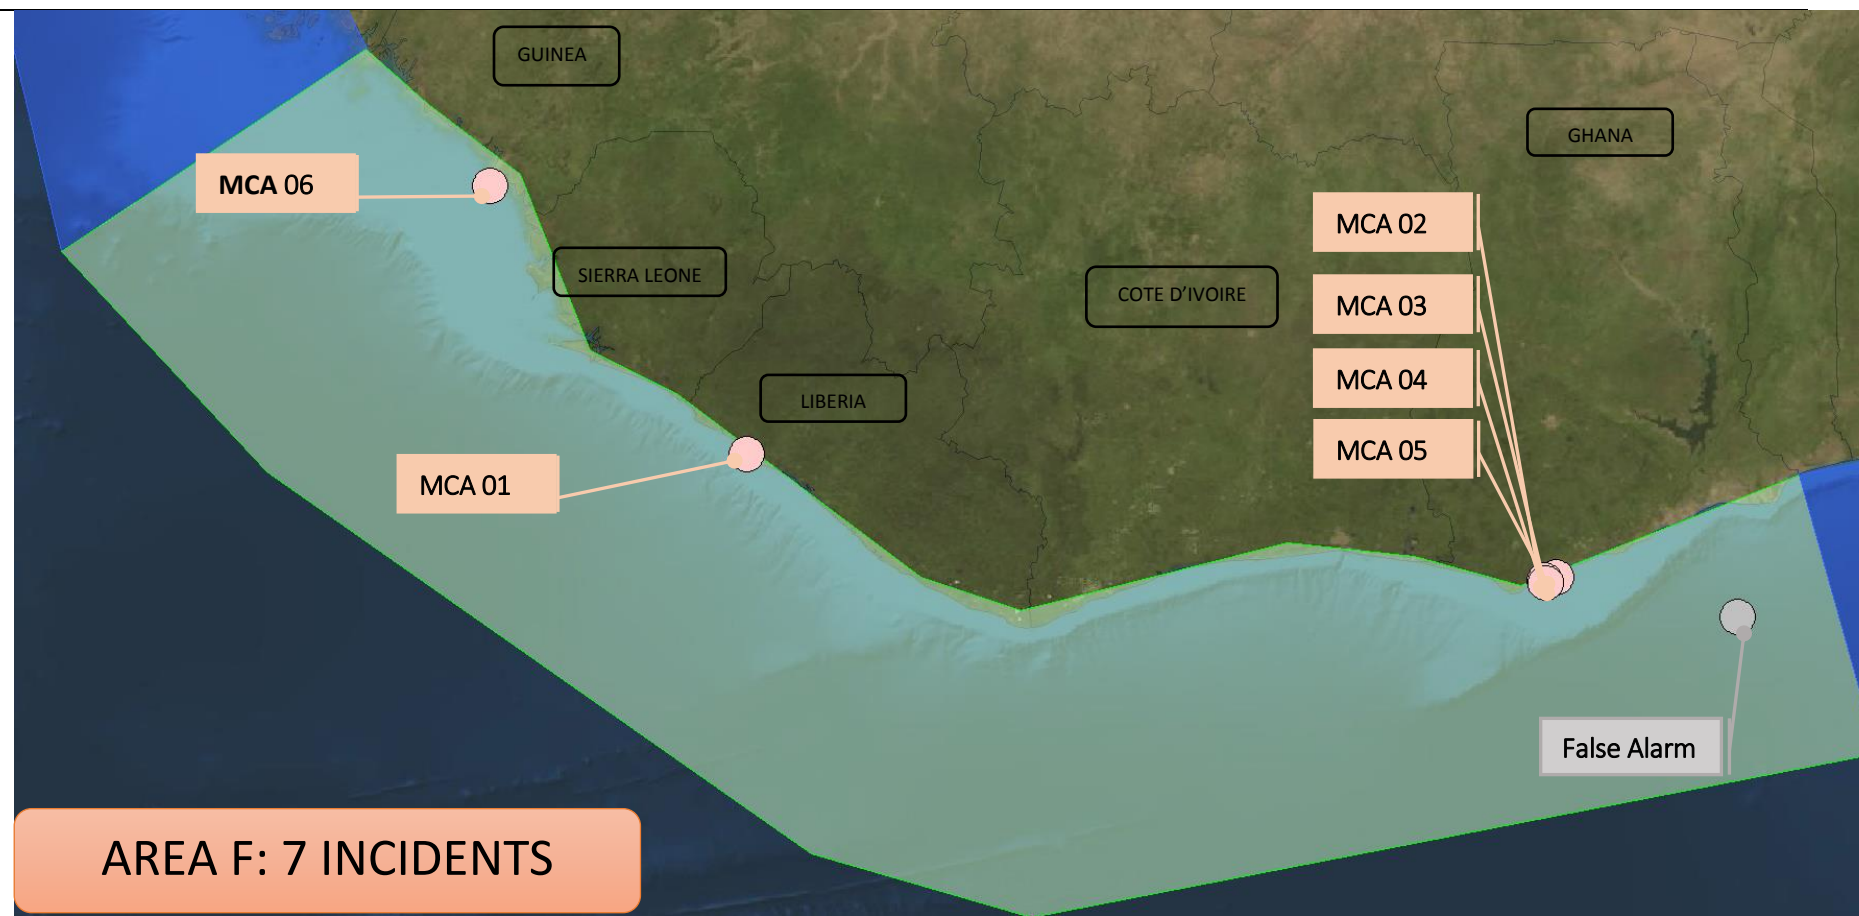 GUINEA
GHANA
MCA 06
MCA 02
SIERRA LEONE
COTE D’IVOIRE
MCA 03
MCA 04
LIBERIA
MCA 05
MCA 01
False Alarm
AREA F: 7 INCIDENTS